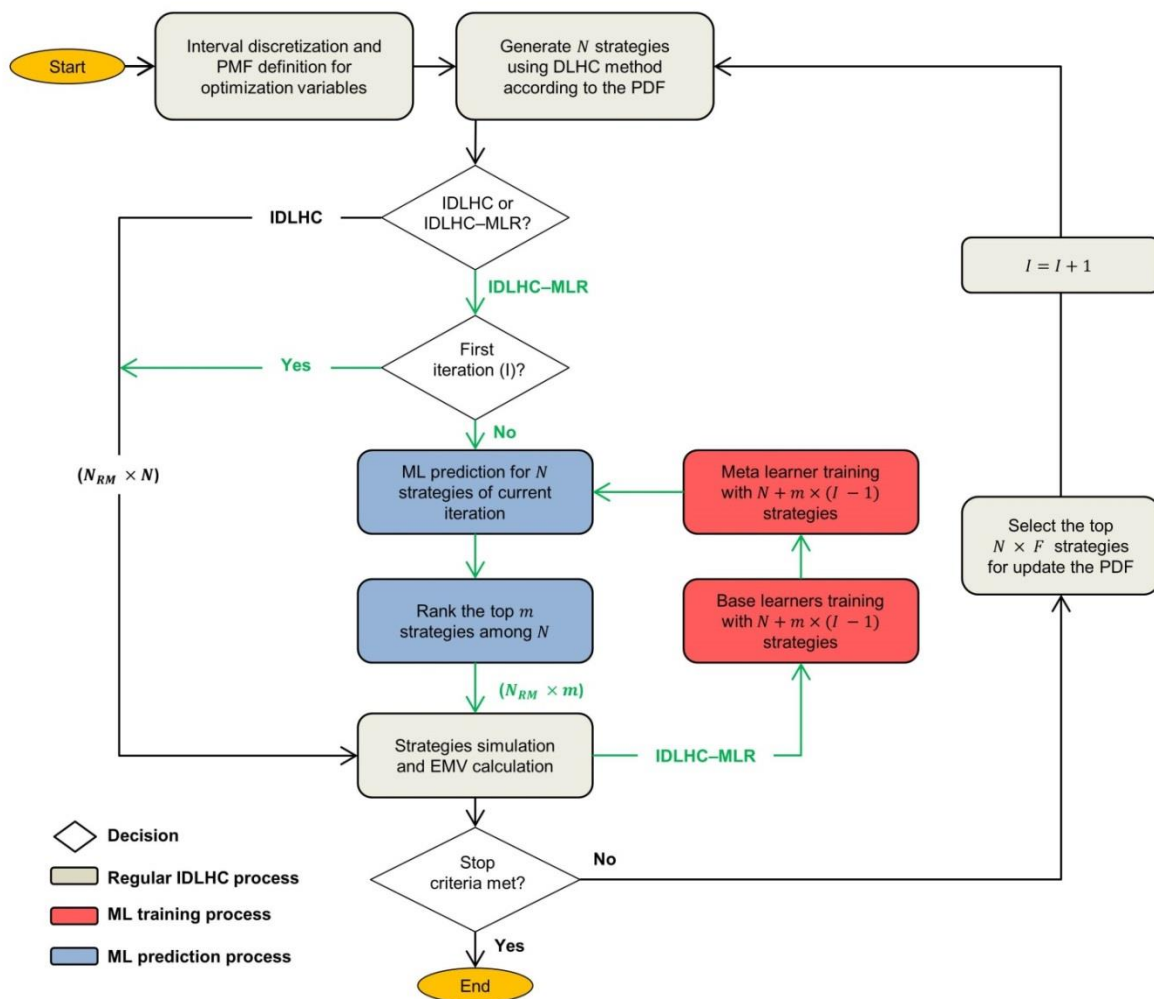 Start
Interval discretization and
PMF definition for
optimization variables
Generate N strategies
using DLHC method
according to the PDF
IDLHC or
IDLHC–MLR?
IDLHC
IDLHC–MLR
I = I + 1
First
iteration (I)?
Yes
No
(N_RM × N)
ML prediction for N
strategies of current
iteration
Meta learner training
with N + m × (I − 1)
strategies
Select the top
N × F strategies
for update the PDF
Rank the top m
strategies among N
Base learners training
with N + m × (I − 1)
strategies
(N_RM × m)
Strategies simulation
and EMV calculation
IDLHC–MLR
Stop
criteria met?
No
Yes
End
Decision
Regular IDLHC process
ML training process
ML prediction process